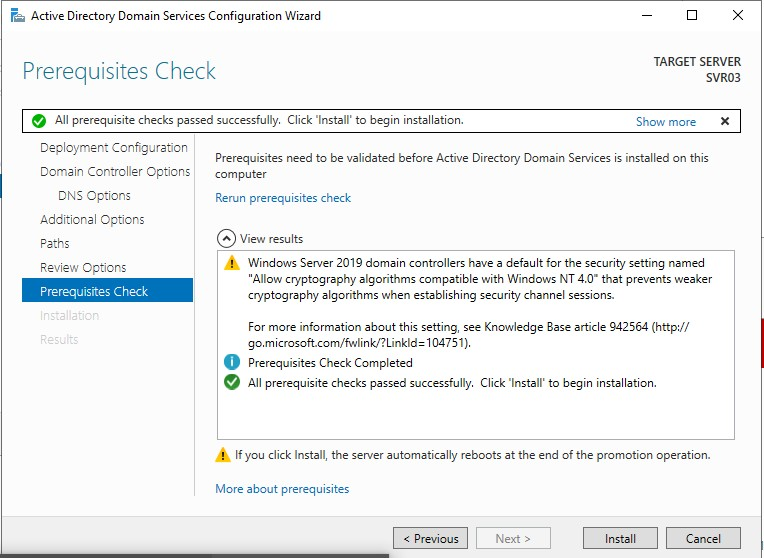 Active Directory Domain Services Configuration Wizard
Prerequisites Check
TARGET SERVER
SVR03
All prerequisite checks passed successfully.  Click 'Install' to begin installation.
Show more
Deployment Configuration
Domain Controller Options
DNS Options
Additional Options
Paths
Review Options
Prerequisites Check
Installation
Results
Prerequisites need to be validated before Active Directory Domain Services is installed on this
computer
Rerun prerequisites check
View results
Windows Server 2019 domain controllers have a default for the security setting named
"Allow cryptography algorithms compatible with Windows NT 4.0" that prevents weaker
cryptography algorithms when establishing security channel sessions.
For more information about this setting, see Knowledge Base article 942564 (http://
go.microsoft.com/fwlink/?LinkId=104751).
Prerequisites Check Completed
All prerequisite checks passed successfully.  Click 'Install' to begin installation.
If you click Install, the server automatically reboots at the end of the promotion operation.
More about prerequisites
< Previous
Next >
Install
Cancel